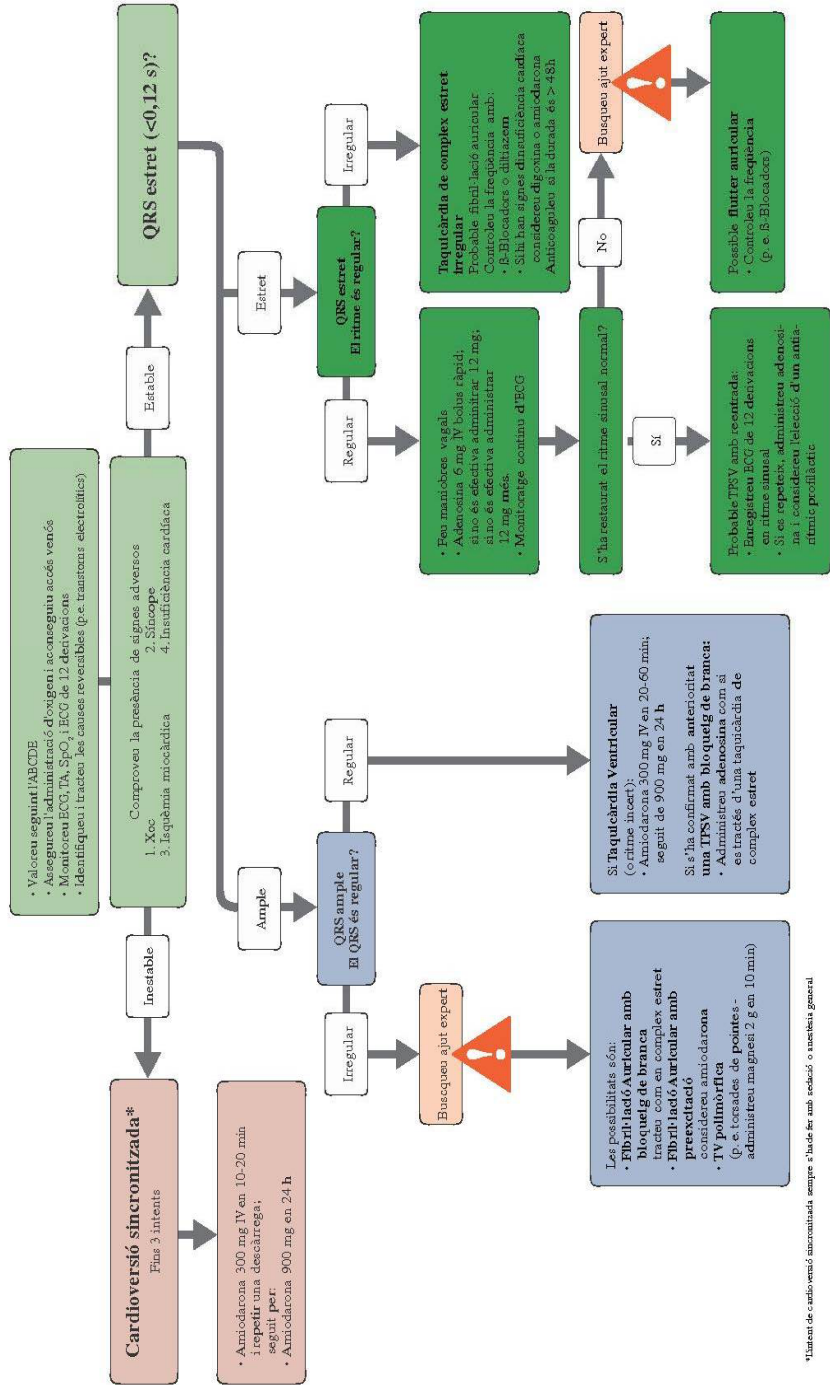 • Valoreu seguint l'ABCDE
• Assegureu l'administració d'oxigen i aconseguiu accés venós
• Monitoreu ECG, TA, SpO2 i ECG de 12 derivacions
• Identifiqueu i tracteu les causes reversibles (p.e. transtorns electrolítics)
Comproveu la presència de signes adversos
1. Xoc 2. Síncope
3. Isquèmia miocàrdica 4. Insuficiència cardíaca
Inestable
Estable
Cardioversió sincronitzada*
Fins 3 intents
• Amiodarona 300 mg IV en 10-20 min
i repetir una descàrrega;
seguit per:
• Amiodarona 900 mg en 24 h
QRS estret (<0,12 s)?
Ample
Estret
QRS ample
El QRS és regular?
Irregular
Regular
Buscqueu ajut expert
Les possibilitats són:
• Fibril·lació Auricular amb
bloqueig de branca
tracteu com en complex estret
• Fibril·lació Auricular amb
preexcitació
considereu amiodarona
• TV polimòrfica
(p. e. torsades de pointes -
administreu magnesi 2 g en 10 min)
Si Taquicàrdia Ventricular
(o ritme incert):
• Amiodarona 300 mg IV en 20-60 min;
seguit de 900 mg en 24 h
Si s'ha confirmat amb anterioritat
una TPSV amb bloqueig de branca:
• Administreu adenosina com si
es tractés d'una taquicàrdia de
complex estret
QRS estret
El ritme és regular?
Regular
Irregular
• Feu maniobres vagals
• Adenosina 6 mg IV bolus ràpid;
si no és efectiva adminitrar 12 mg;
si no és efectiva administrar
12 mg més.
• Monitoratge continu d'ECG
Taquicàrdia de complex estret
irregular
Probable fibril·lació auricular
Controleu la freqüència amb:
• ß-Blocadors o diltiazem
• Si hi han signes d'insuficiència cardíaca
considereu digoxina o amiodarona
Anticoaguleu si la durada és > 48h
S'ha restaurat el ritme sinusal normal?
No
Sí
Busqueu ajut expert
Probable TPSV amb reentrada:
• Enregistreu ECG de 12 derivacions
en ritme sinusal
• Si es repeteix, administreu adenosi-
na i considereu l'elecció d'un antia-
rítmic profilàctic
Possible flutter auricular
• Controleu la freqüència
(p. e. ß-Blocadors)
*L'intent de cardioversió sincronitzada sempre s'ha de fer amb sedació o anestèsia general